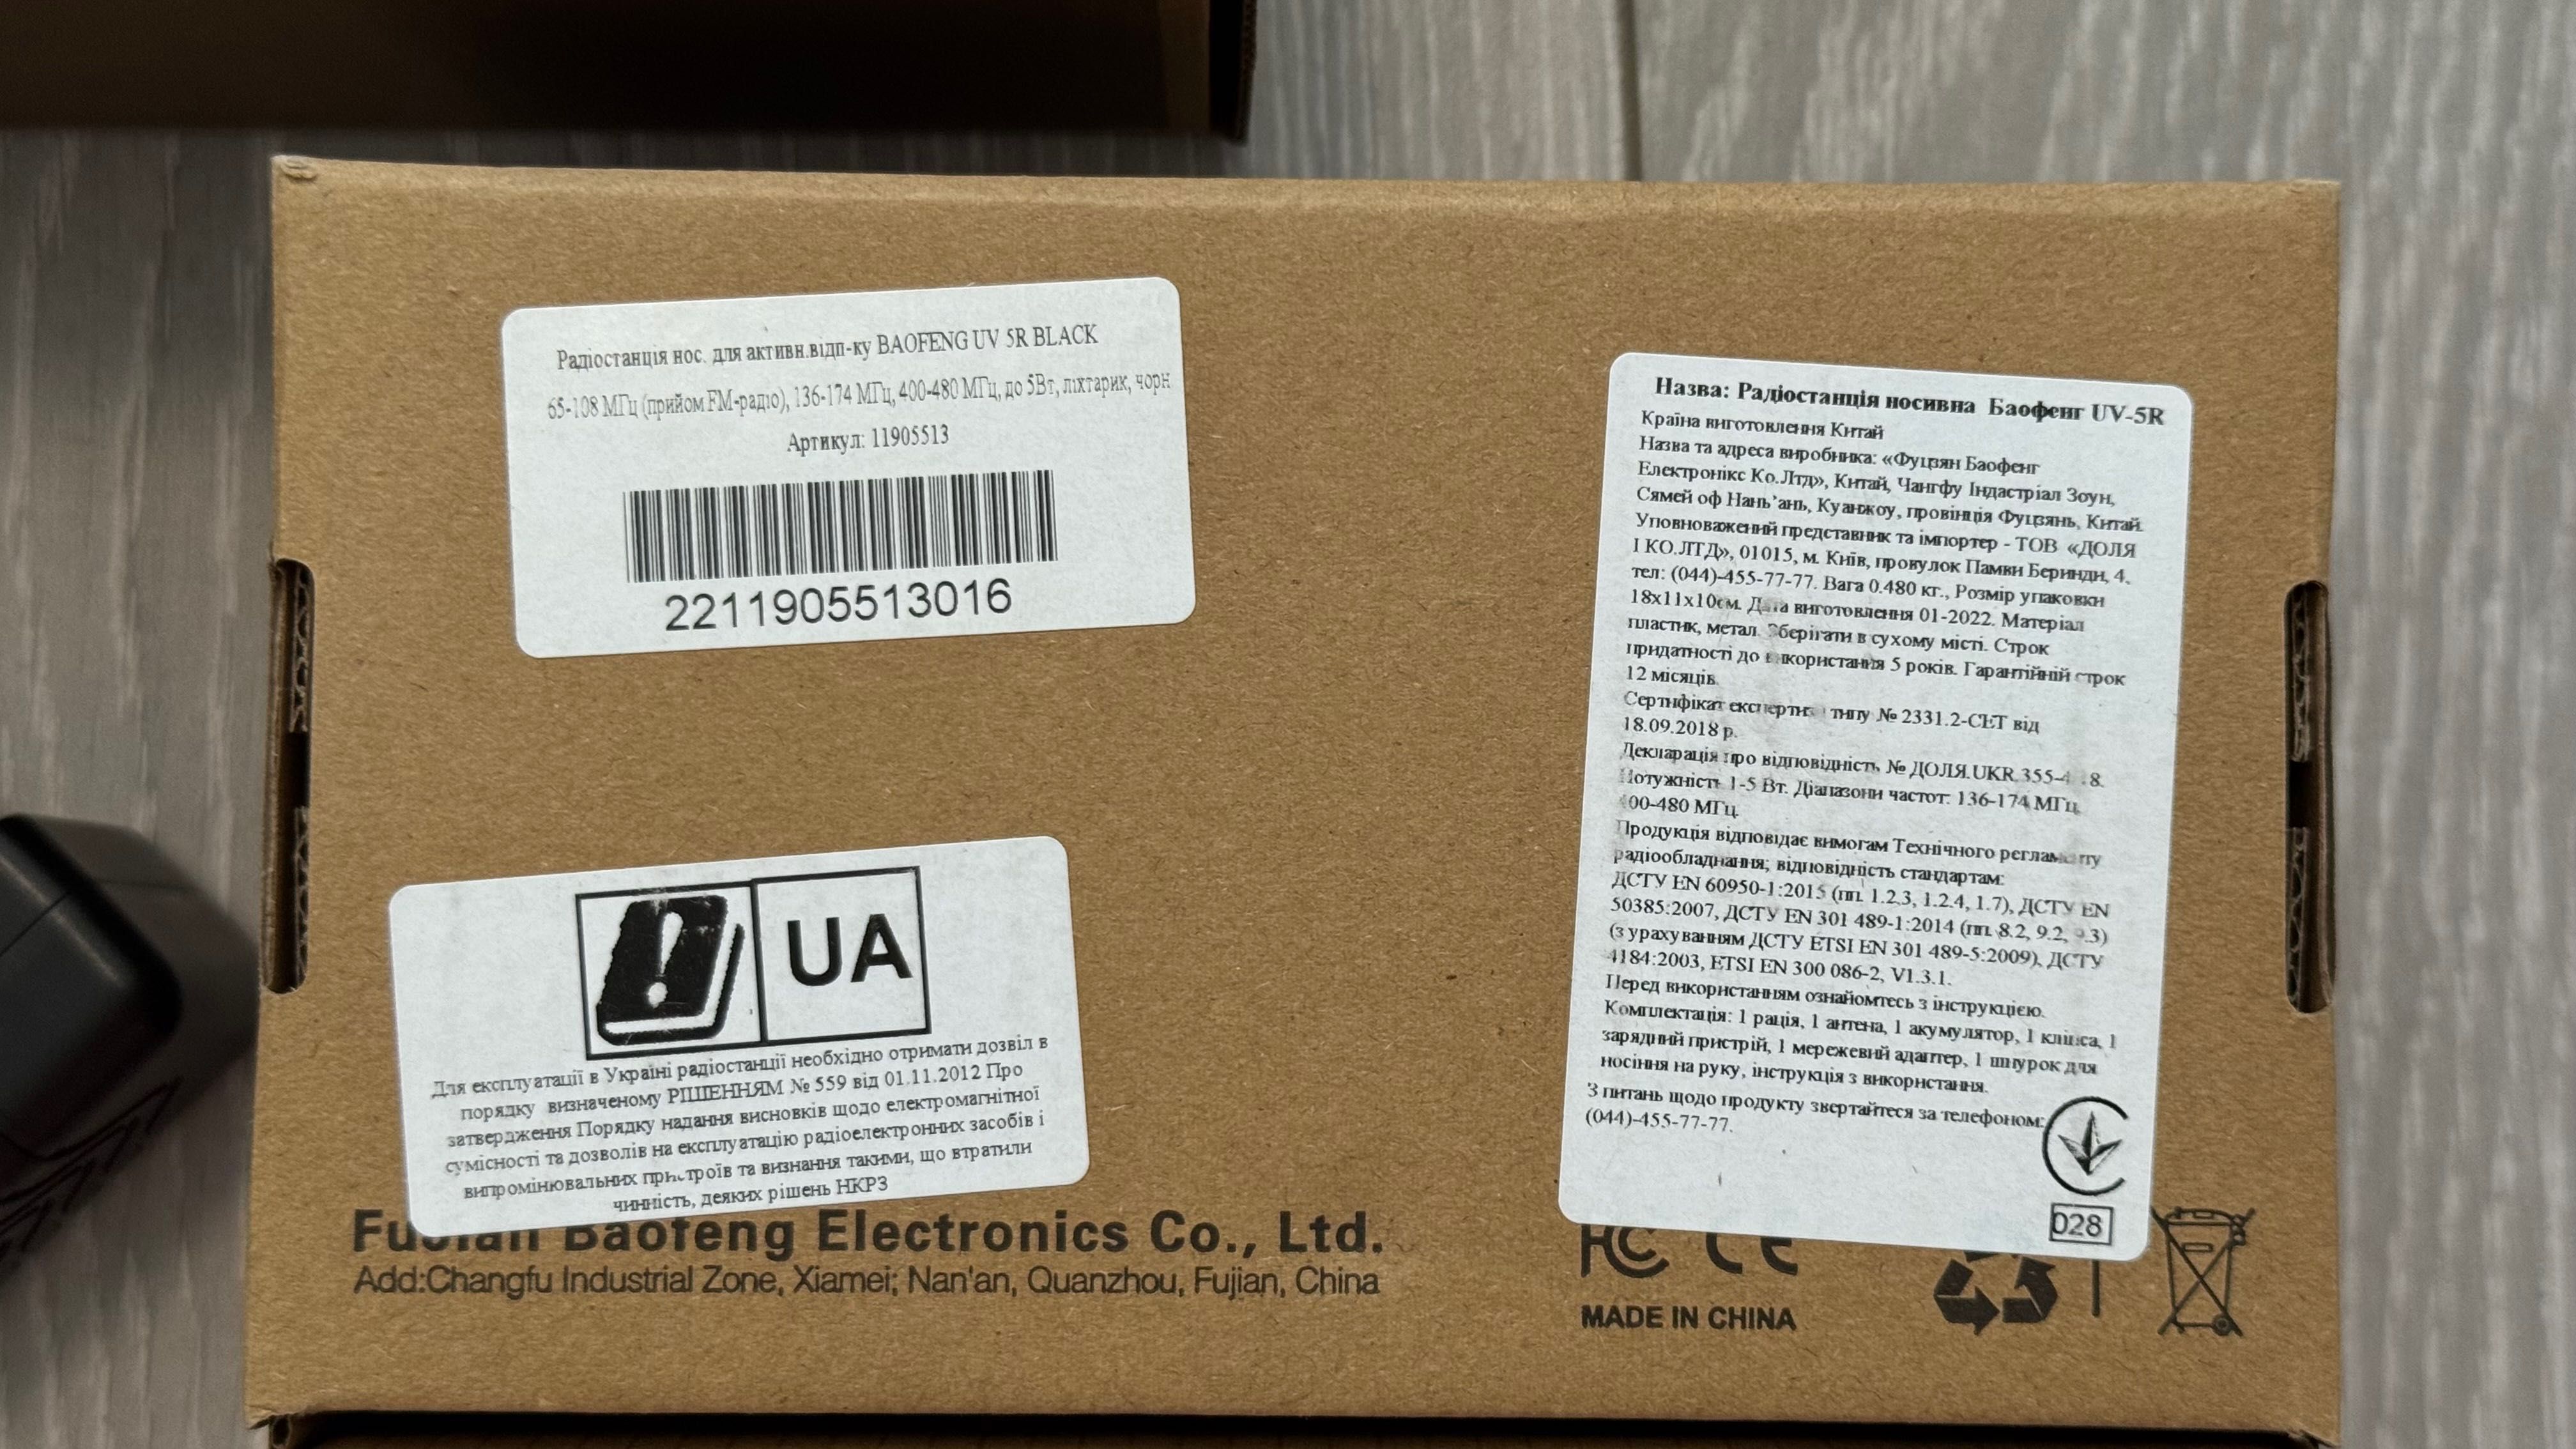 Радіостанція нос. для активн.відп-ку BAOFENG UV 5R BLACK
65-108 МГц (прийом FM-радіо), 136-174 МГц, 400-480 МГц, до 5Вт, ліхтарик, чорн
Артикул: 11905513
2211905513016
UA
Для експлуатації в Україні радіостанції необхідно отримати дозвіл в
порядку визначеному РІШЕННЯМ № 559 від 01.11.2012 Про
затвердження Порядку надання висновків щодо електромагнітної
сумісності та дозволів на експлуатацію радіоелектронних засобів і
випромінювальних пристроїв та визнання такими, що втратили
чинність, деяких рішень НКРЗ
Baofeng Electronics Co., Ltd.
Add:Changfu Industrial Zone, Xiamei; Nan'an, Quanzhou, Fujian, China
Назва: Радіостанція носивна Баофенг UV-5R
Країна виготовлення Китай
Назва та адреса виробника: «Фуцзян Баофенг
Електронікс Ко.Лтд», Китай, Чангфу Індастріал Зоун,
Сямей оф Нань'ань, Куанжоу, провінція Фуцзянь, Китай.
Уповноважений представник та імпортер - ТОВ «ДОЛЯ
І КО.ЛТД», 01015, м. Київ, провулок Памви Беринди, 4,
тел: (044)-455-77-77. Вага 0.480 кг., Розмір упаковки
18х11х10см. Дата виготовлення 01-2022. Матеріал
пластик, метал. Зберігати в сухому місті. Строк
придатності до використання 5 років. Гарантійній строк
12 місяців.
Сертифікат експертизи типу № 2331.2-СЕТ від
18.09.2018 р.
Декларація про відповідність № ДОЛЯ.UKR.
Потужність 1-5 Вт. Діапазони частот: 136-174 МГц,
400-480 МГц.
Продукція відповідає вимогам Технічного регламенту
радіообладнання; відповідність стандартам:
ДСТУ EN 60950-1:2015 (пп. 1.2.3, 1.2.4, 1.7), ДСТУ EN
50385:2007, ДСТУ EN 301 489-1:2014 (пп. 8.2, 9.2, 9.3)
(з урахуванням ДСТУ ETSI EN 301 489-5:2009), ДСТУ
4184:2003, ETSI EN 300 086-2, V1.3.1.
Перед використанням ознайомтесь з інструкцією.
Комплектація: 1 рація, 1 антена, 1 акумулятор, 1 кліпса, 1
зарядний пристрій, 1 мережевий адаптер, 1 шнурок для
носіння на руку, інструкція з використання.
З питань щодо продукту звертайтеся за телефоном:
(044)-455-77-77.
028
FC CE
MADE IN CHINA